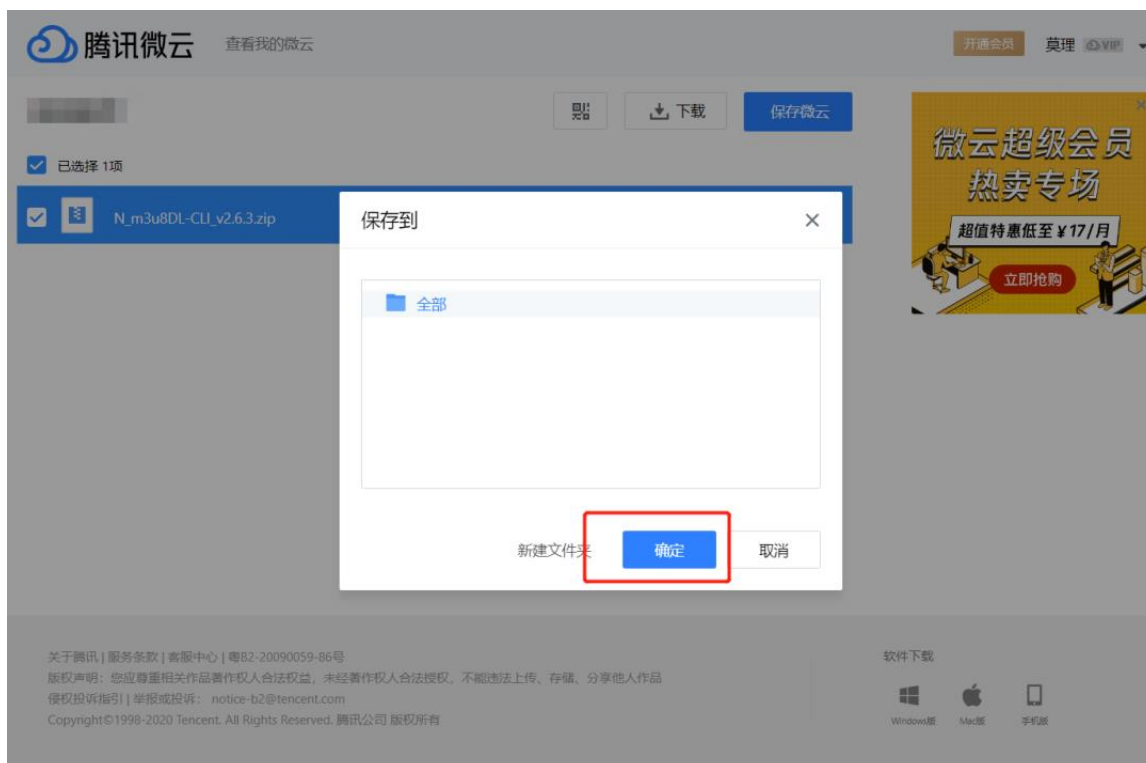 腾讯微云 查看我的微云 开通会员 莫理 VIP
下载 保存微云
已选择 1项
N_m3u8DL-CLI_v2.6.3.zip
保存到
全部
新建文件夹 确定 取消
微云超级会员
热卖专场
超值特惠低至¥17/月
立即抢购
关于腾讯 | 服务条款 | 客服中心 | 粤B2-20090059-86号
版权声明：您应尊重相关作品著作权人合法权益，未经著作权人合法授权，不能违法上传、存储、分享他人作品
侵权投诉指引 | 举报或投诉： notice-b2@tencent.com
Copyright©1998-2020 Tencent. All Rights Reserved. 腾讯公司 版权所有
软件下载
Windows版 Mac版 手机版